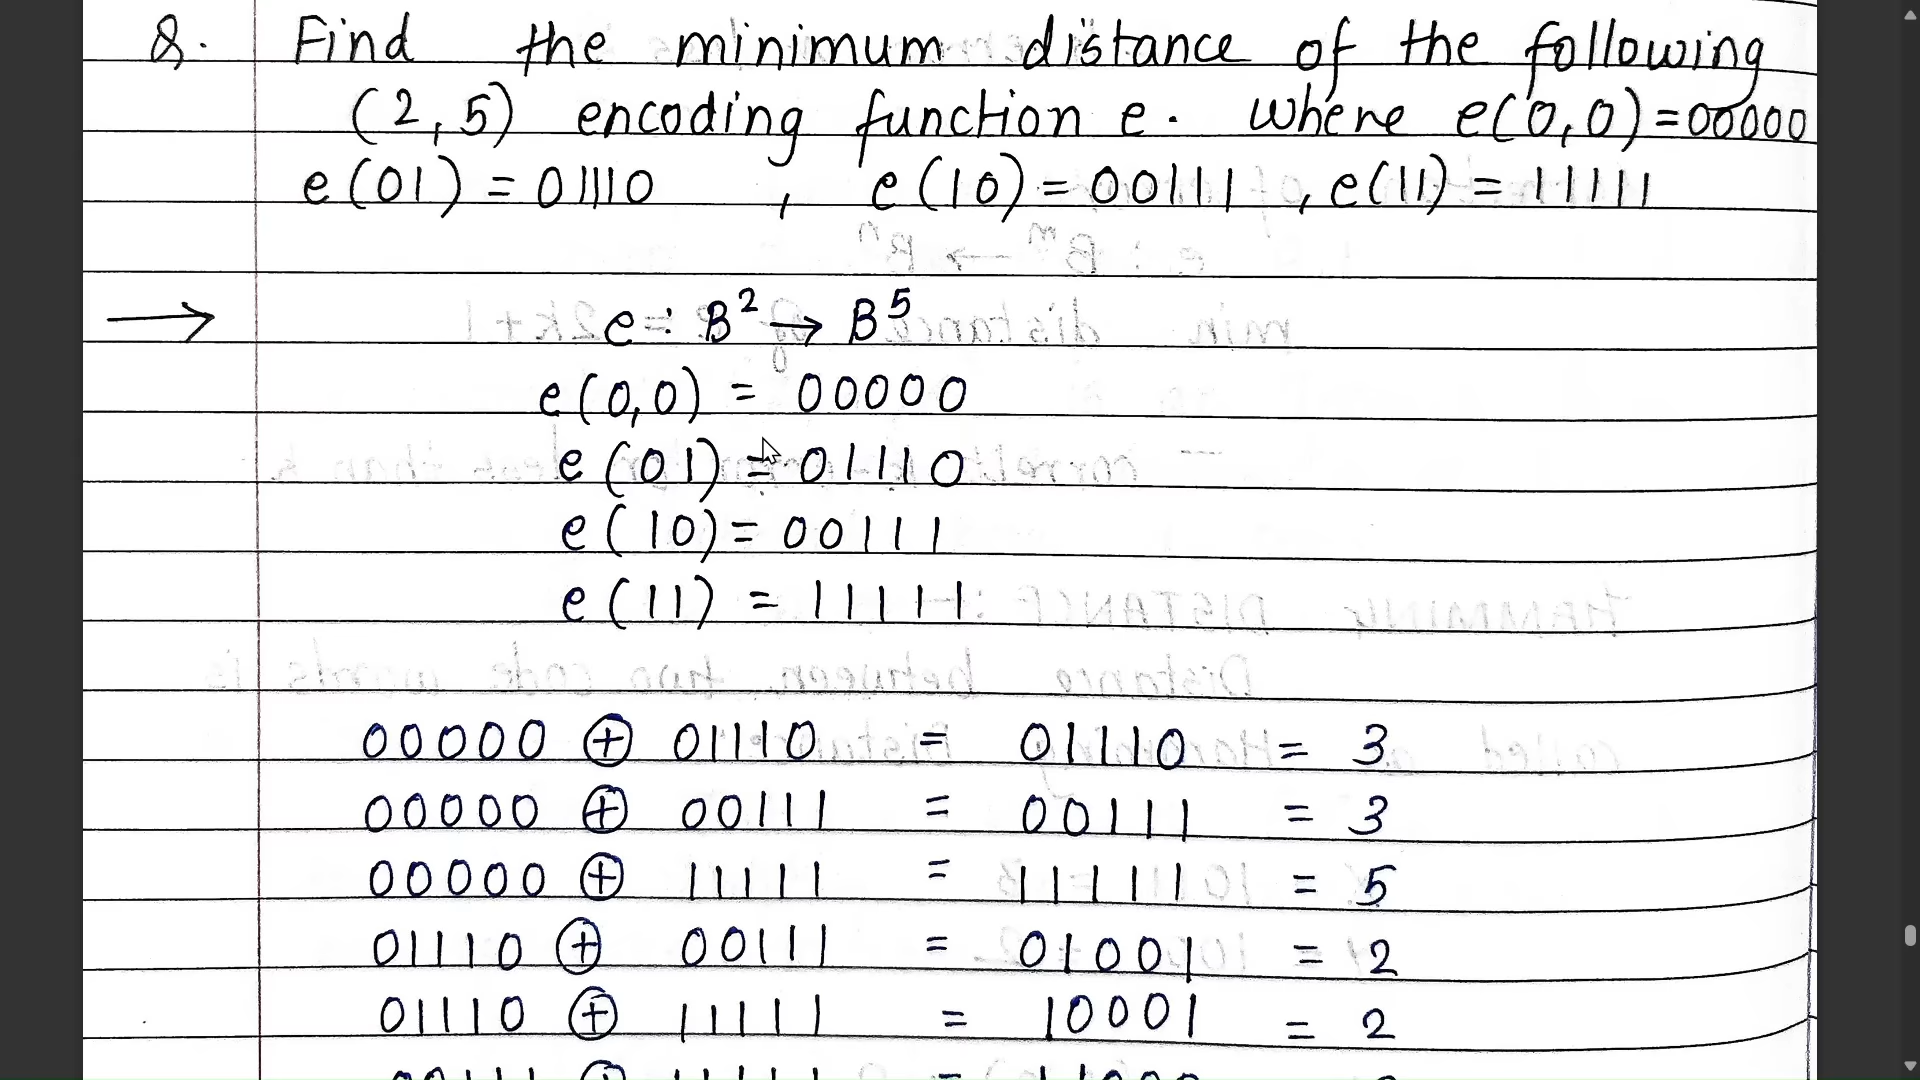 Q. Find the minimum distance of the following
(2,5) encoding function e. where e(0,0)=00000
e(01) = 01110 , e(10) = 00111 , e(11) = 11111
e : B² → B⁵
e(0,0) = 00000
e(01) = 01110
e(10) = 00111
e(11) = 11111
00000 ⊕ 01110 = 01110 = 3
00000 ⊕ 00111 = 00111 = 3
00000 ⊕ 11111 = 11111 = 5
01110 ⊕ 00111 = 01001 = 2
01110 ⊕ 11111 = 10001 = 2